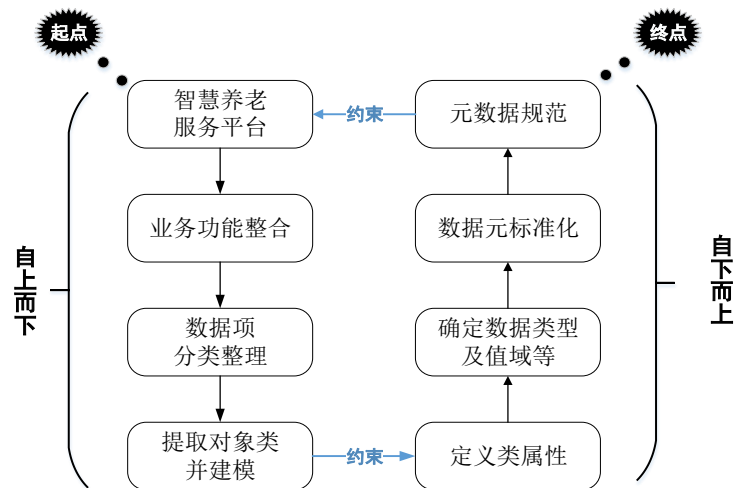 起点
终点
智慧养老
服务平台
约束
元数据规范
业务功能整合
数据元标准化
自上而下
自下而上
数据项
分类整理
确定数据类型
及值域等
提取对象类
并建模
约束
定义类属性